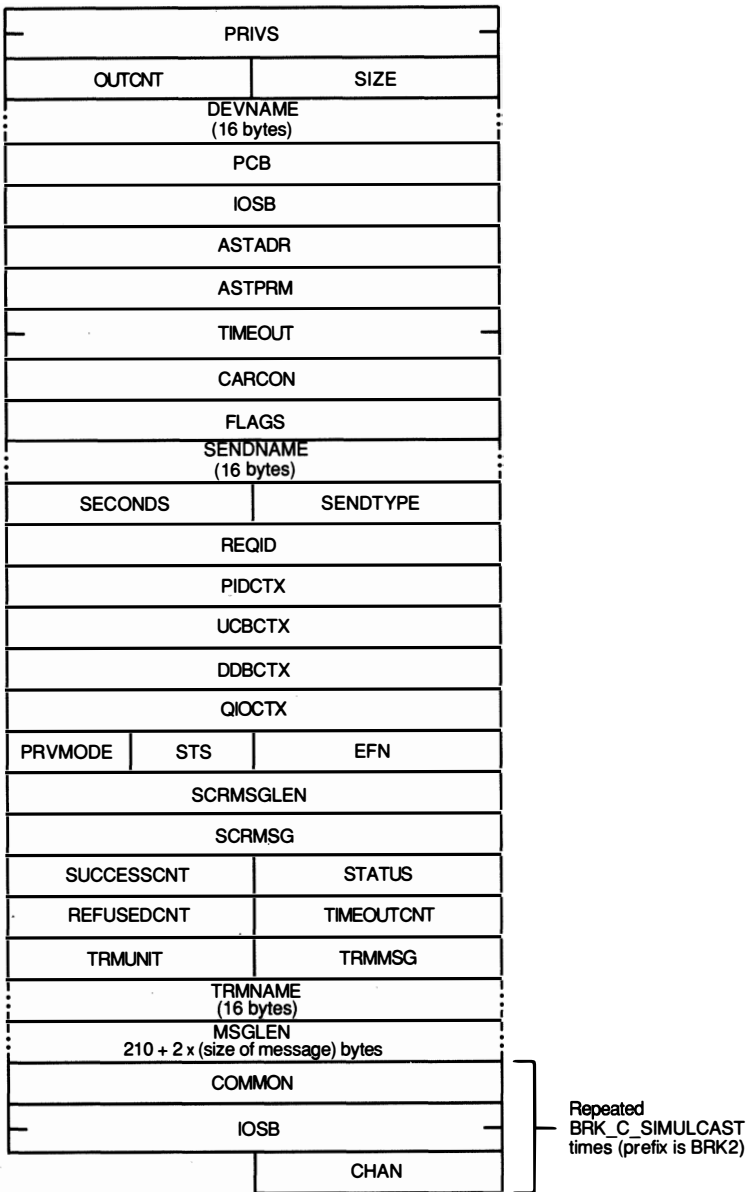 PRIVS
OUTCNT SIZE
DEVNAME
(16 bytes)
PCB
IOSB
ASTADR
ASTPRM
TIMEOUT
CARCON
FLAGS
SENDNAME
(16 bytes)
SECONDS SENDTYPE
REQID
PIDCTX
UCBCTX
DDBCTX
QIOCTX
PRVMODE STS EFN
SCRMSGLEN
SCRMSG
SUCCESSCNT STATUS
REFUSEDCNT TIMEOUTCNT
TRMUNIT TRMMSG
TRMNAME
(16 bytes)
MSGLEN
210 + 2 x (size of message) bytes
COMMON
IOSB
CHAN
Repeated
BRK_C_SIMULCAST
times (prefix is BRK2)